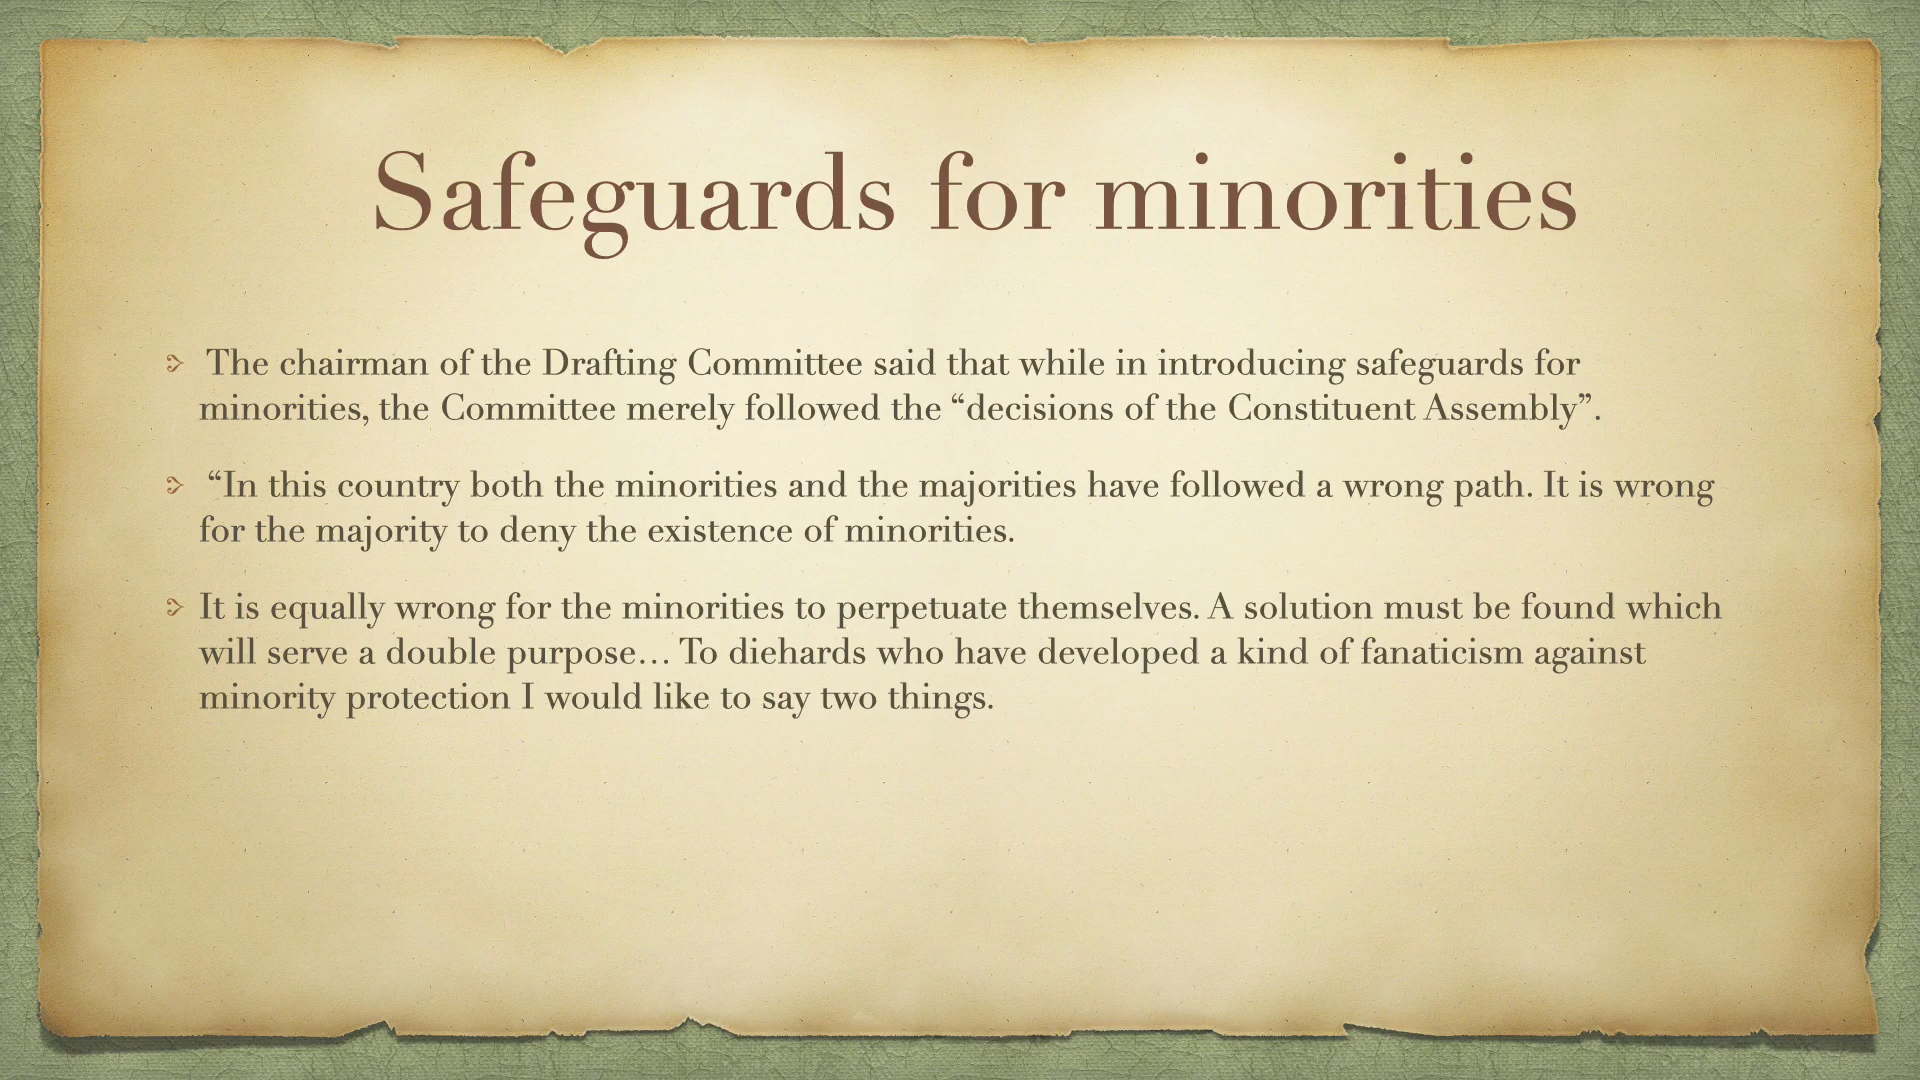 Safeguards for minorities
The chairman of the Drafting Committee said that while in introducing safeguards for
minorities, the Committee merely followed the “decisions of the Constituent Assembly”.
“In this country both the minorities and the majorities have followed a wrong path. It is wrong
for the majority to deny the existence of minorities.
It is equally wrong for the minorities to perpetuate themselves. A solution must be found which
will serve a double purpose… To diehards who have developed a kind of fanaticism against
minority protection I would like to say two things.